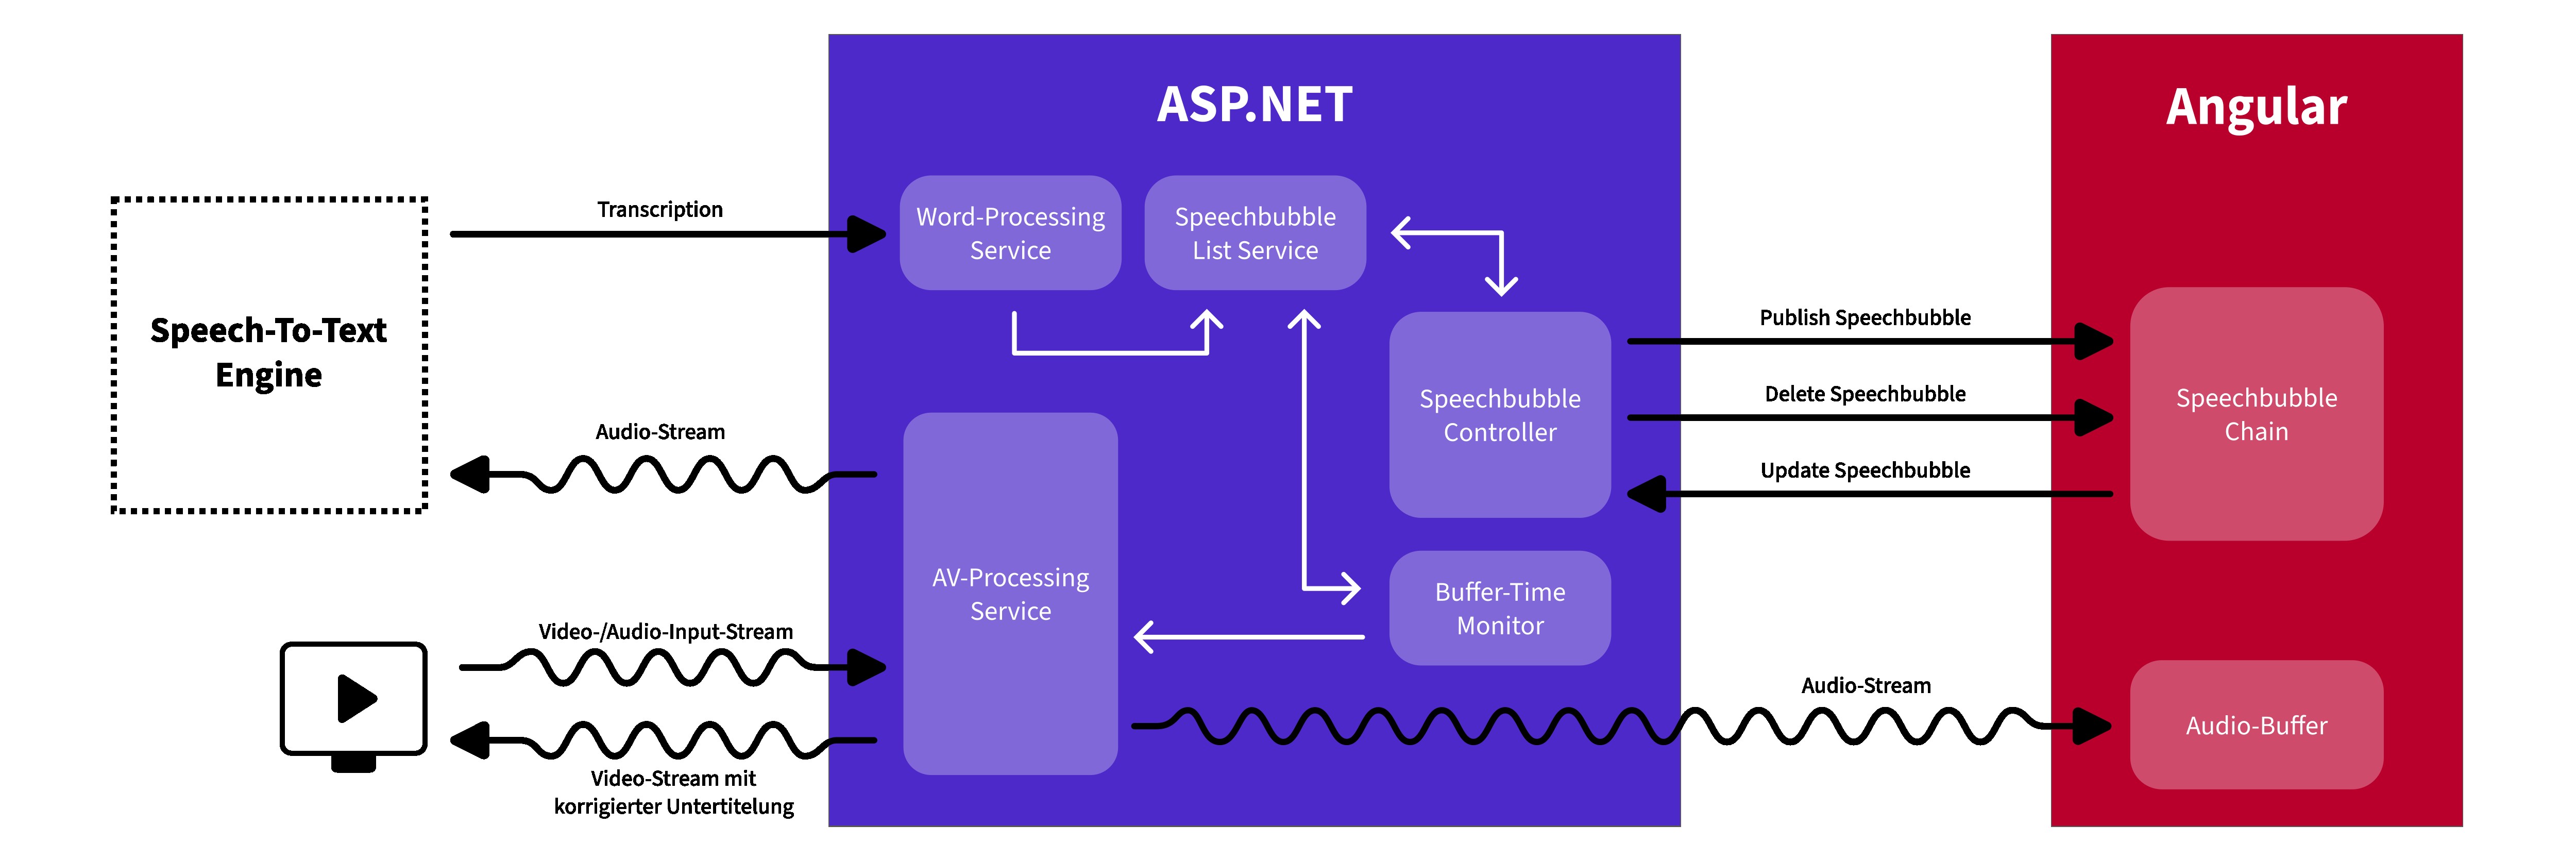 ASP.NET
Angular
Transcription
Word-Processing
Service
Speechbubble
List Service
Speech-To-Text
Engine
Publish Speechbubble
Speechbubble
Controller
Delete Speechbubble
Speechbubble
Chain
Audio-Stream
Update Speechbubble
AV-Processing
Service
Buffer-Time
Monitor
Video-/Audio-Input-Stream
Audio-Stream
Audio-Buffer
Video-Stream mit
korrigierter Untertitelung